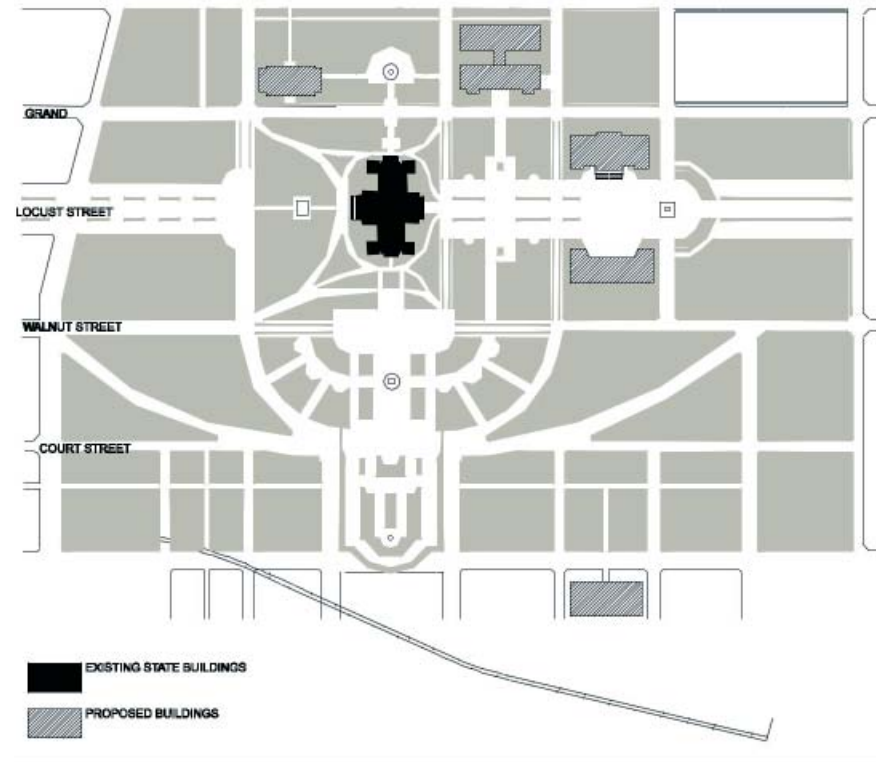 GRAND
LOCUST STREET
WALNUT STREET
COURT STREET
EXISTING STATE BUILDINGS
PROPOSED BUILDINGS